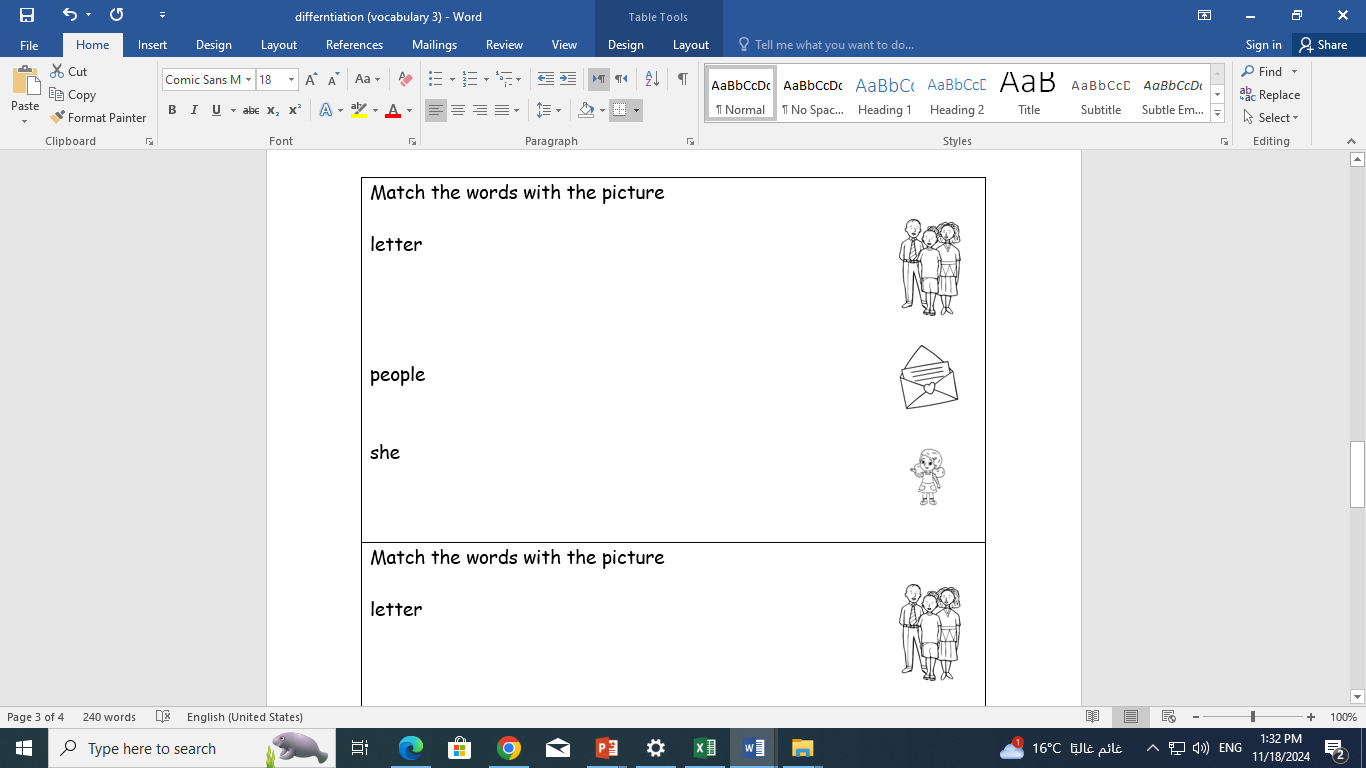 differntiation (vocabulary 3) - Word
Table Tools
File Home Insert Design Layout References Mailings Review View Design Layout Tell me what you want to do... Sign in Share
Paste
Cut
Copy
Format Painter
Comic Sans M 18
AaBbCcDc AaBbCcDc AaBbCc AaBbCcD AaB AaBbCcD AaBbCcDc
¶ Normal ¶ No Spac... Heading 1 Heading 2 Title Subtitle Subtle Em...
Find
Replace
Select
Clipboard Font Paragraph Styles Editing
Match the words with the picture
letter
people
she
Match the words with the picture
letter
Page 3 of 4 240 words English (United States) 100%
Type here to search
1
16°C غائم غالبًا
ENG
1:32 PM
11/18/2024
2